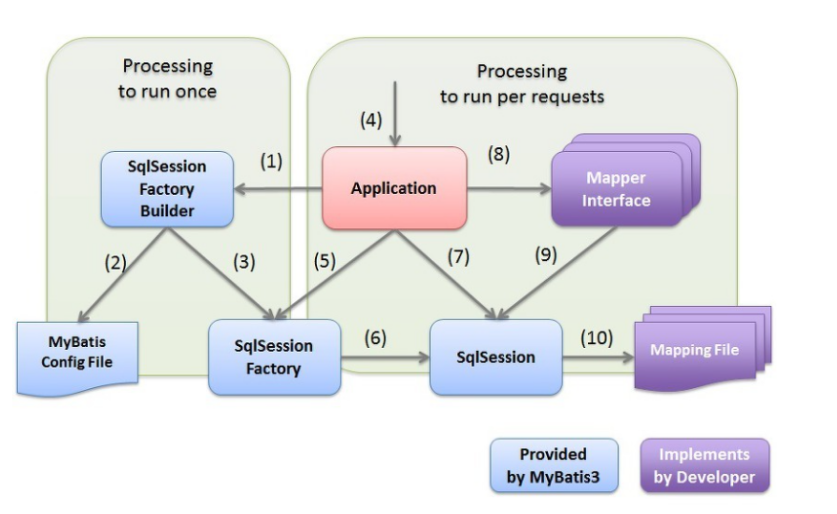 Processing
to run once
Processing
to run per requests
(4)
SqlSession
Factory
Builder
(1)
Application
(8)
Mapper
Interface
(2)
(3)
(5)
(7)
(9)
MyBatis
Config File
SqlSession
Factory
(6)
SqlSession
(10)
Mapping File
Provided
by MyBatis3
Implements
by Developer